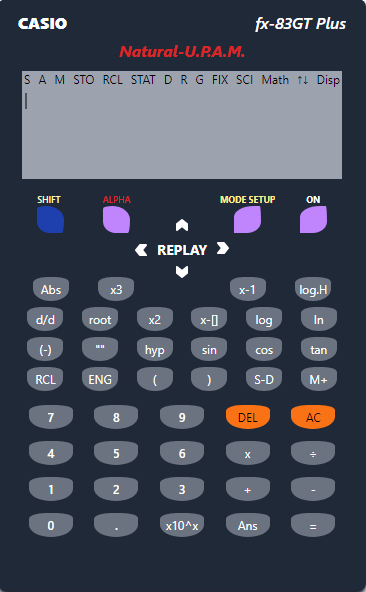 CASIO fx-83GT Plus
Natural-U.P.A.M.
S A M STO RCL STAT D R G FIX SCI Math ↑↓ Disp
SHIFT ALPHA MODE SETUP ON
REPLAY
Abs x3 x-1 log.H
d/d root x2 x-[] log ln
(-) "" hyp sin cos tan
RCL ENG ( ) S-D M+
7 8 9 DEL AC
4 5 6 x ÷
1 2 3 + -
0 . x10^x Ans =